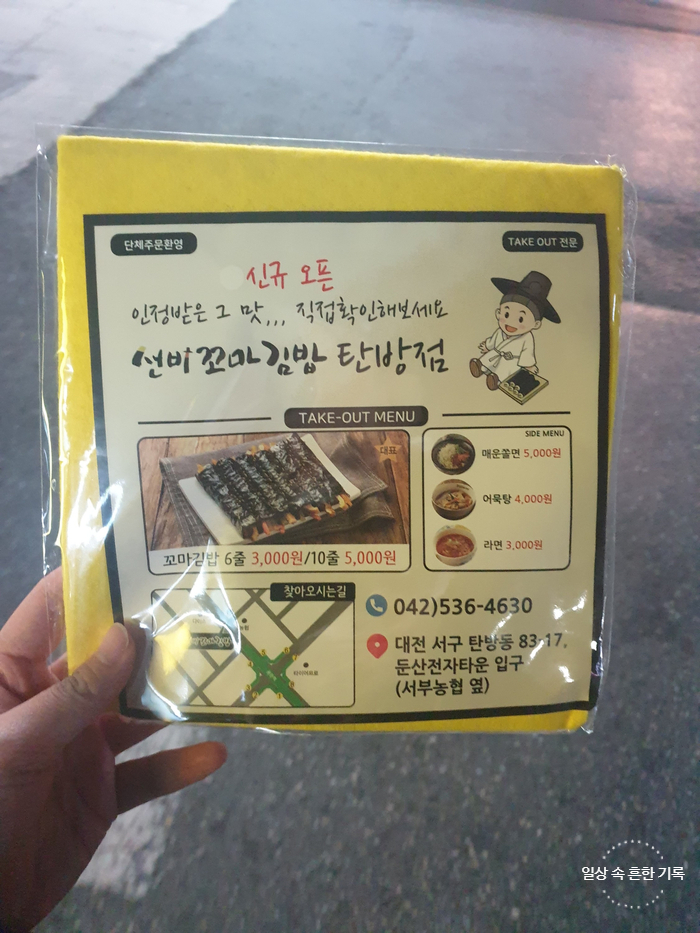 단체주문환영
TAKE OUT 전문
신규 오픈
인정받은 그 맛,,, 직접확인해보세요
선비꼬마김밥 탄방점
TAKE-OUT MENU
대표
꼬마김밥 6줄 3,000원/10줄 5,000원
SIDE MENU
매운쫄면 5,000원
어묵탕 4,000원
라면 3,000원
찾아오시는길
타이어프로
042)536-4630
대전 서구 탄방동 83-17,
둔산전자타운 입구
(서부농협 옆)
일상 속 흔한 기록